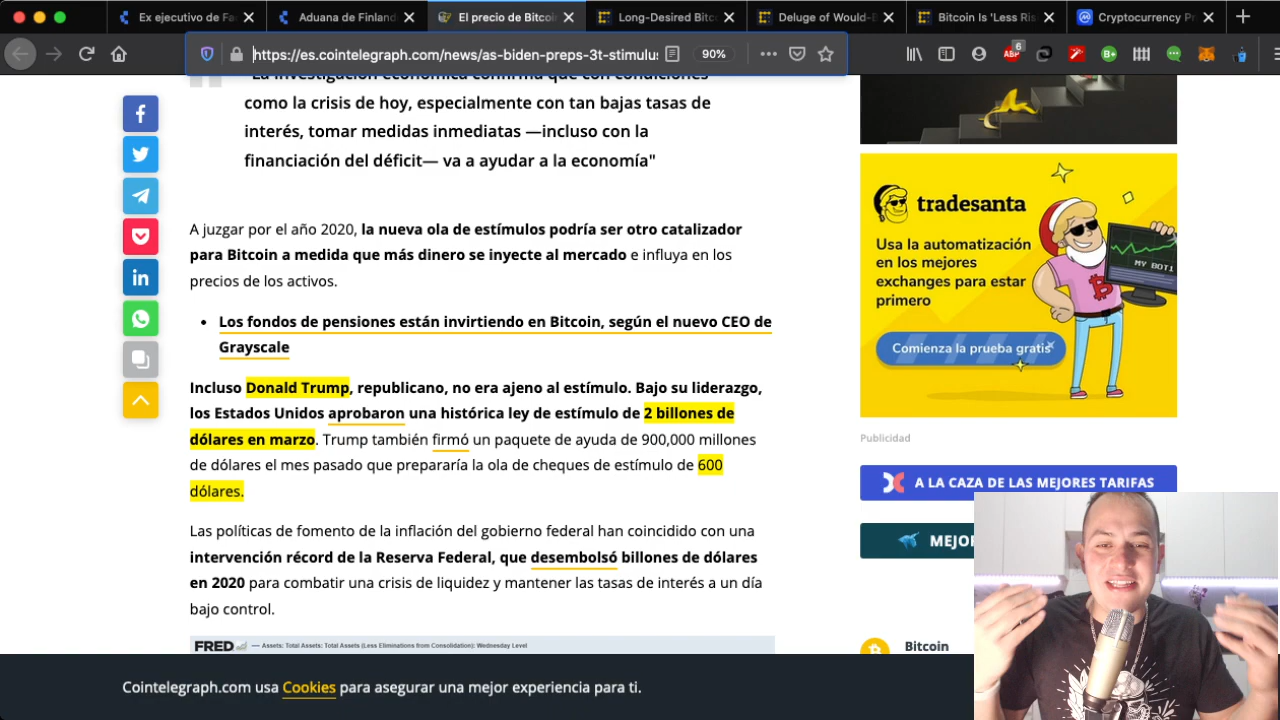 Ex ejecutivo de Fa
Aduana de Finland
El precio de Bitcoi
Long-Desired Bitc
Deluge of Would-B
Bitcoin Is 'Less Ris
Cryptocurrency Pr
https://es.cointelegraph.com/news/as-biden-preps-3t-stimulus
90%
6
ABP
"La investigación económica confirma que con condiciones
como la crisis de hoy, especialmente con tan bajas tasas de
interés, tomar medidas inmediatas —incluso con la
financiación del déficit— va a ayudar a la economía"
A juzgar por el año 2020, la nueva ola de estímulos podría ser otro catalizador
para Bitcoin a medida que más dinero se inyecte al mercado e influya en los
precios de los activos.
• Los fondos de pensiones están invirtiendo en Bitcoin, según el nuevo CEO de
Grayscale
Incluso Donald Trump, republicano, no era ajeno al estímulo. Bajo su liderazgo,
los Estados Unidos aprobaron una histórica ley de estímulo de 2 billones de
dólares en marzo. Trump también firmó un paquete de ayuda de 900,000 millones
de dólares el mes pasado que prepararía la ola de cheques de estímulo de 600
dólares.
Las políticas de fomento de la inflación del gobierno federal han coincidido con una
intervención récord de la Reserva Federal, que desembolsó billones de dólares
en 2020 para combatir una crisis de liquidez y mantener las tasas de interés a un día
bajo control.
FRED — Assets: Total Assets: Total Assets (Less Eliminations from Consolidation): Wednesday Level
tradesanta
Usa la automatización
en los mejores
exchanges para estar
primero
MY BOT1
Comienza la prueba gratis
Publicidad
A LA CAZA DE LAS MEJORES TARIFAS
MEJO
Bitcoin
Cointelegraph.com usa Cookies para asegurar una mejor experiencia para ti.